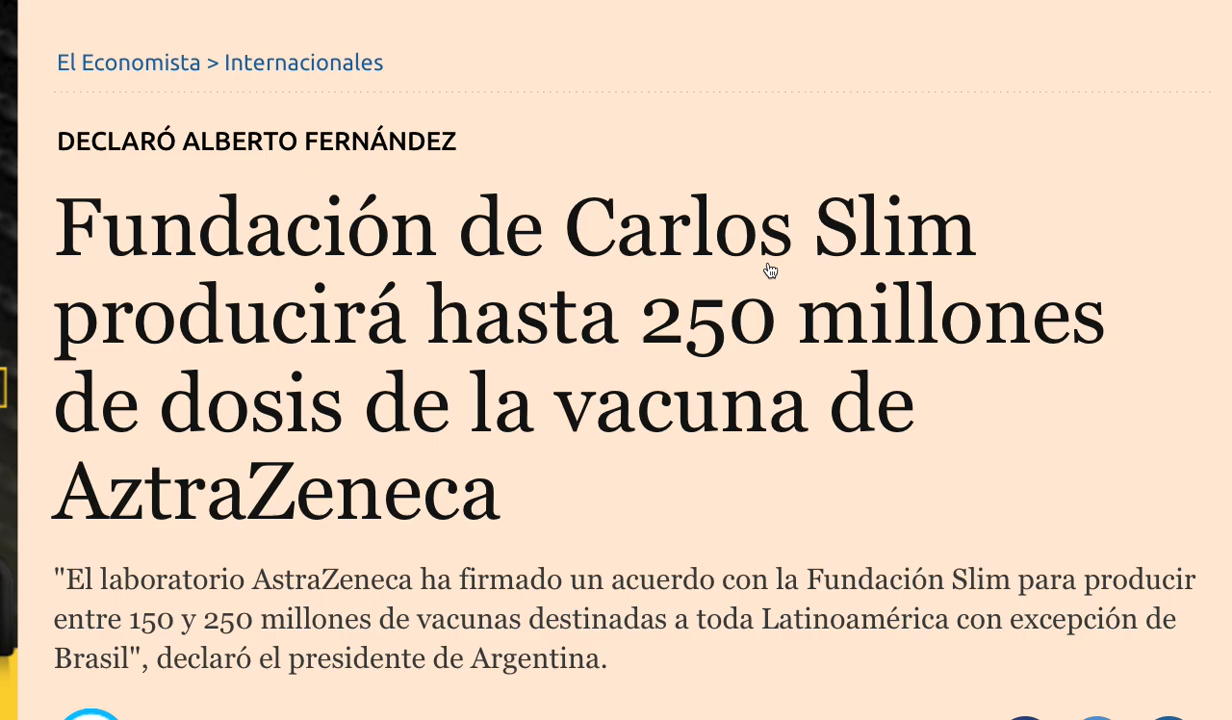 El Economista > Internacionales
DECLARÓ ALBERTO FERNÁNDEZ
Fundación de Carlos Slim
producirá hasta 250 millones
de dosis de la vacuna de
AztraZeneca
"El laboratorio AstraZeneca ha firmado un acuerdo con la Fundación Slim para producir
entre 150 y 250 millones de vacunas destinadas a toda Latinoamérica con excepción de
Brasil", declaró el presidente de Argentina.